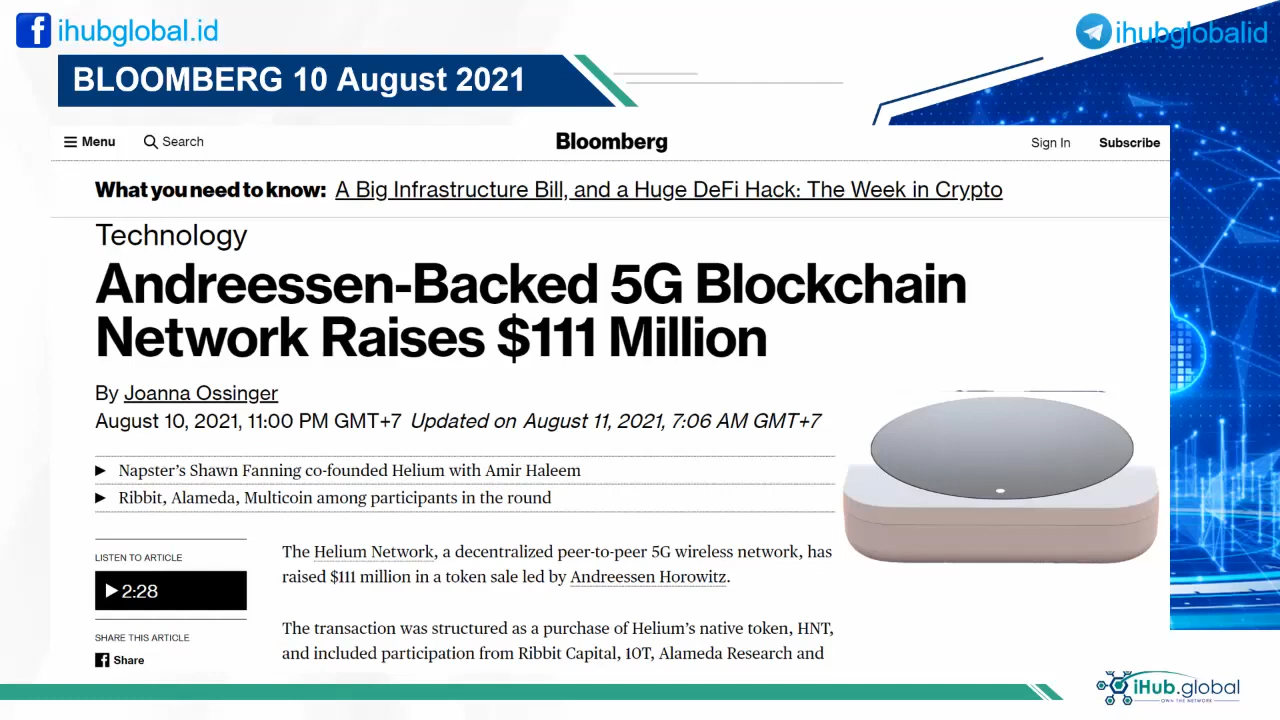 ihubglobal.id
ihubglobalid
BLOOMBERG 10 August 2021
Menu
Search
Bloomberg
Sign In
Subscribe
What you need to know: A Big Infrastructure Bill, and a Huge DeFi Hack: The Week in Crypto
Technology
Andreessen-Backed 5G Blockchain
Network Raises $111 Million
By Joanna Ossinger
August 10, 2021, 11:00 PM GMT+7 Updated on August 11, 2021, 7:06 AM GMT+7
Napster's Shawn Fanning co-founded Helium with Amir Haleem
Ribbit, Alameda, Multicoin among participants in the round
LISTEN TO ARTICLE
2:28
SHARE THIS ARTICLE
Share
The Helium Network, a decentralized peer-to-peer 5G wireless network, has
raised $111 million in a token sale led by Andreessen Horowitz.
The transaction was structured as a purchase of Helium's native token, HNT,
and included participation from Ribbit Capital, 10T, Alameda Research and
iHub.global
OWN THE NETWORK